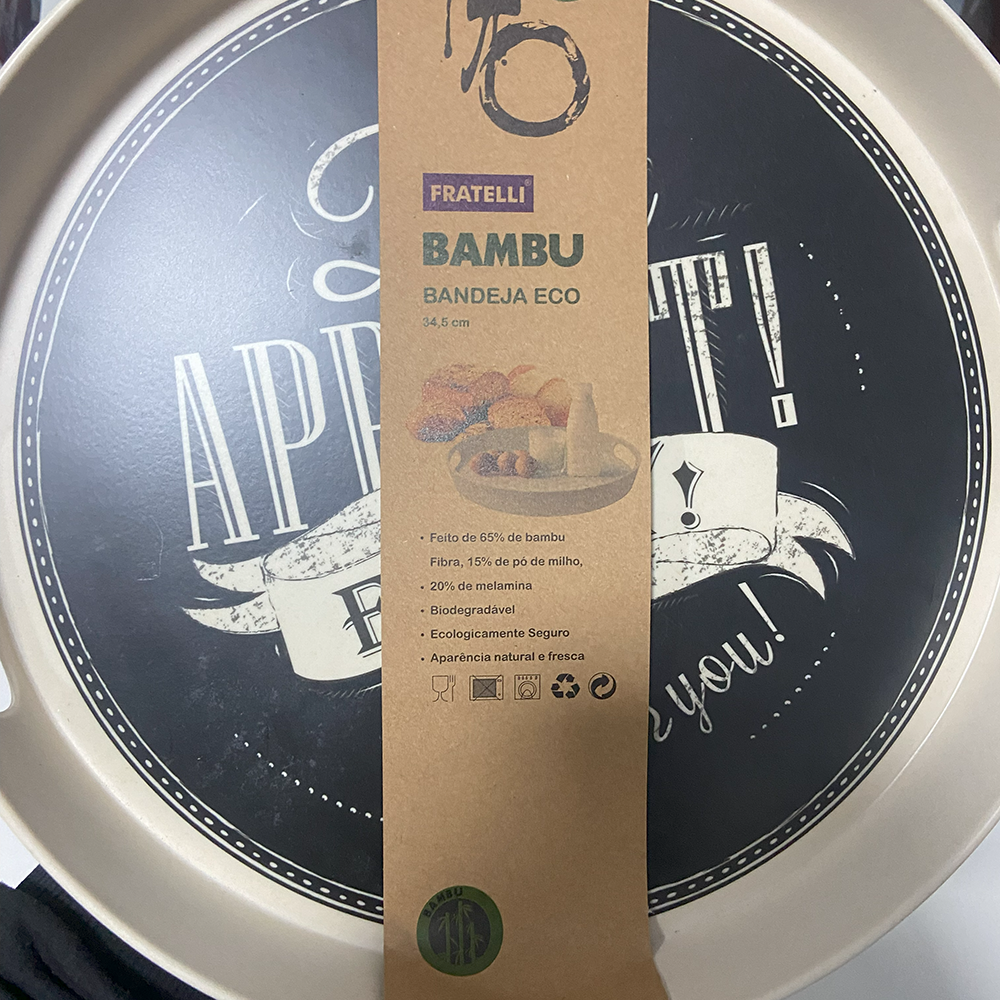 FRATELLI®
BAMBU
BANDEJA ECO
34,5 cm
APP T!
• Feito de 65% de bambu
Fibra, 15% de pó de milho,
• 20% de melamina
• Biodegradável
• Ecologicamente Seguro
• Aparência natural e fresca
you!
BAMBU